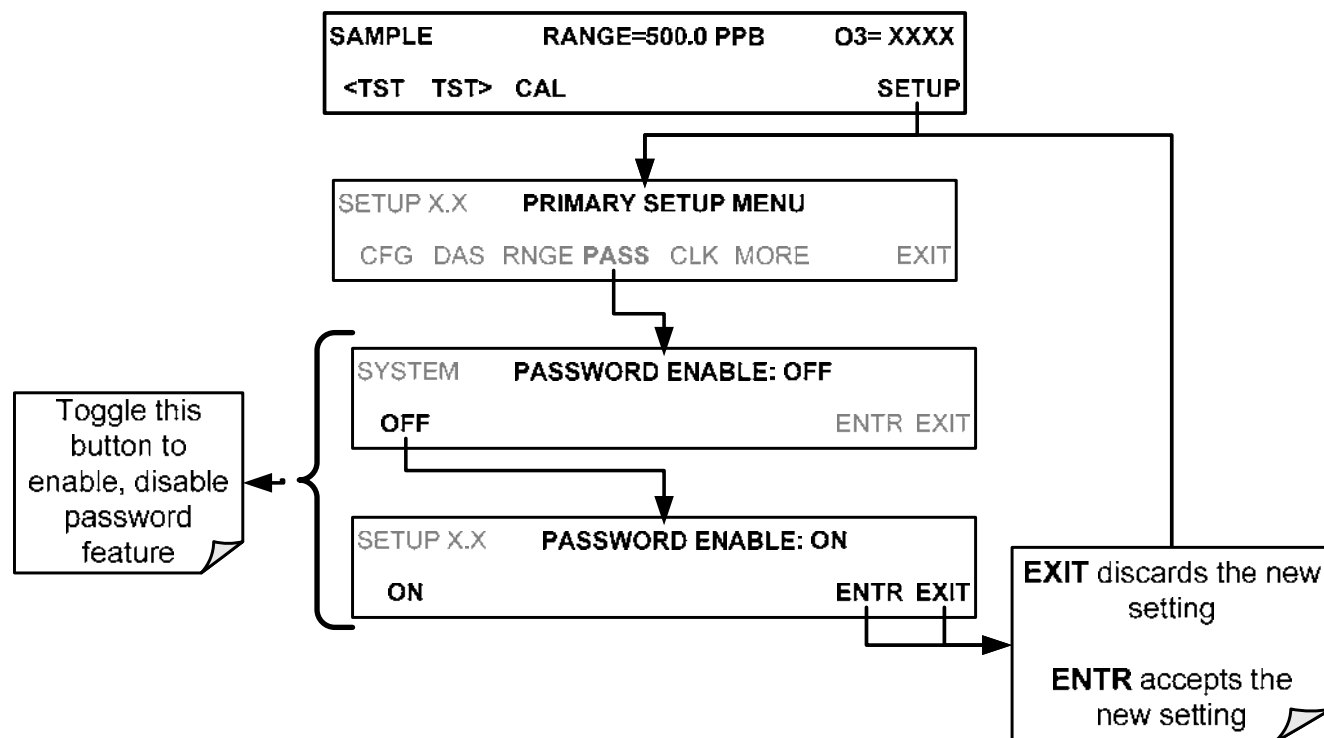 SAMPLE RANGE=500.0 PPB O3= XXXX
<TST TST> CAL SETUP
SETUP X.X PRIMARY SETUP MENU
CFG DAS RNGE PASS CLK MORE EXIT
SYSTEM PASSWORD ENABLE: OFF
OFF ENTR EXIT
Toggle this
button to
enable, disable
password
feature
SETUP X.X PASSWORD ENABLE: ON
ON ENTR EXIT
EXIT discards the new
setting
ENTR accepts the
new setting